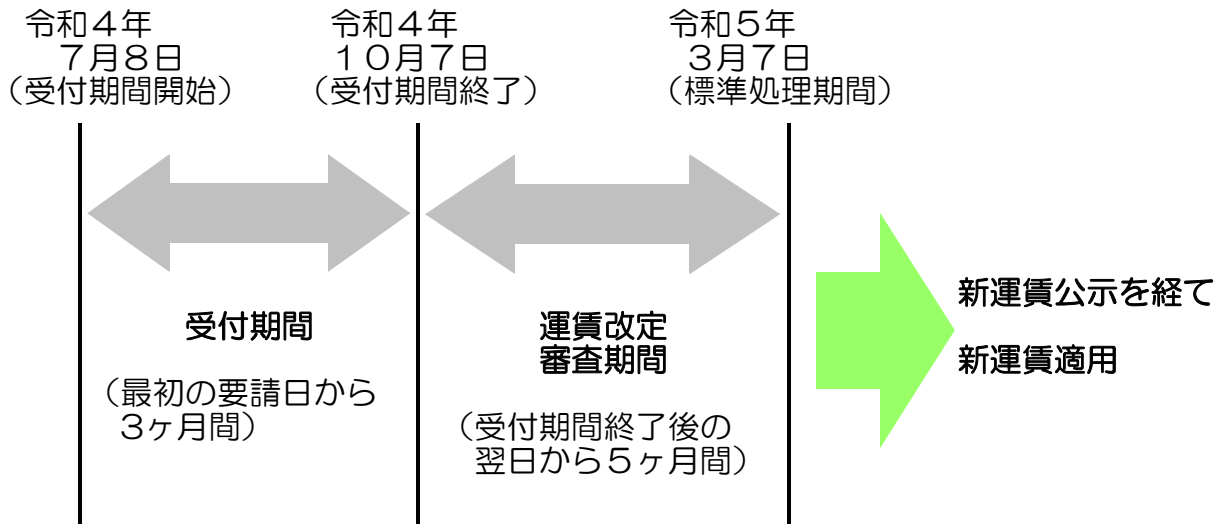 令和４年
７月８日
（受付期間開始）
令和４年
１０月７日
（受付期間終了）
令和５年
３月７日
（標準処理期間）
受付期間
（最初の要請日から
３ヶ月間）
運賃改定
審査期間
（受付期間終了後の
翌日から５ヶ月間）
新運賃公示を経て
新運賃適用